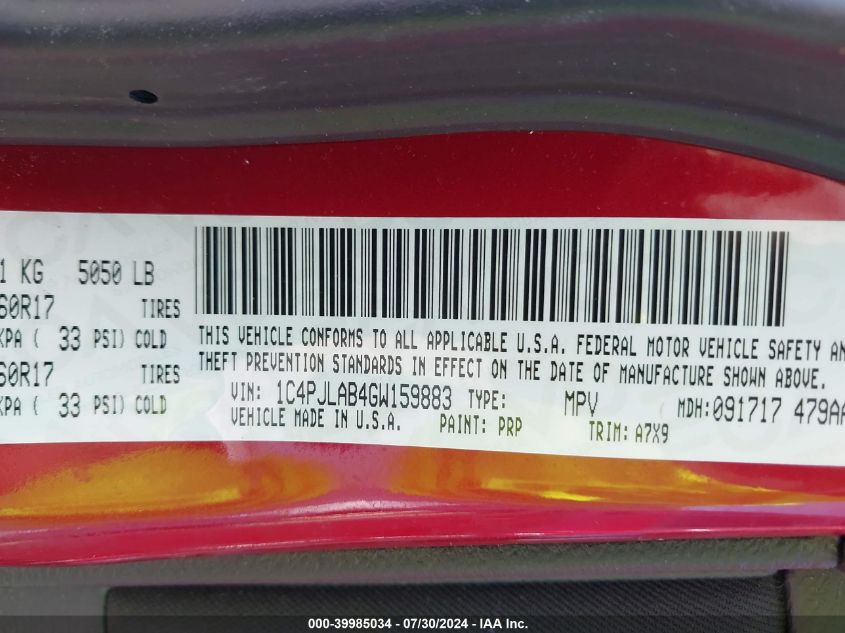 1 KG 5050 LB
60R17 TIRES
KPA ( 33 PSI) COLD
60R17 TIRES
KPA ( 33 PSI) COLD
THIS VEHICLE CONFORMS TO ALL APPLICABLE U.S.A. FEDERAL MOTOR VEHICLE SAFETY AN
THEFT PREVENTION STANDARDS IN EFFECT ON THE DATE OF MANUFACTURE SHOWN ABOVE.
VIN: 1C4PJLAB4GW159883 TYPE: MPV MDH:091717 479AA
VEHICLE MADE IN U.S.A. PAINT: PRP TRIM: A7X9
000-39985034 - 07/30/2024 - IAA Inc.